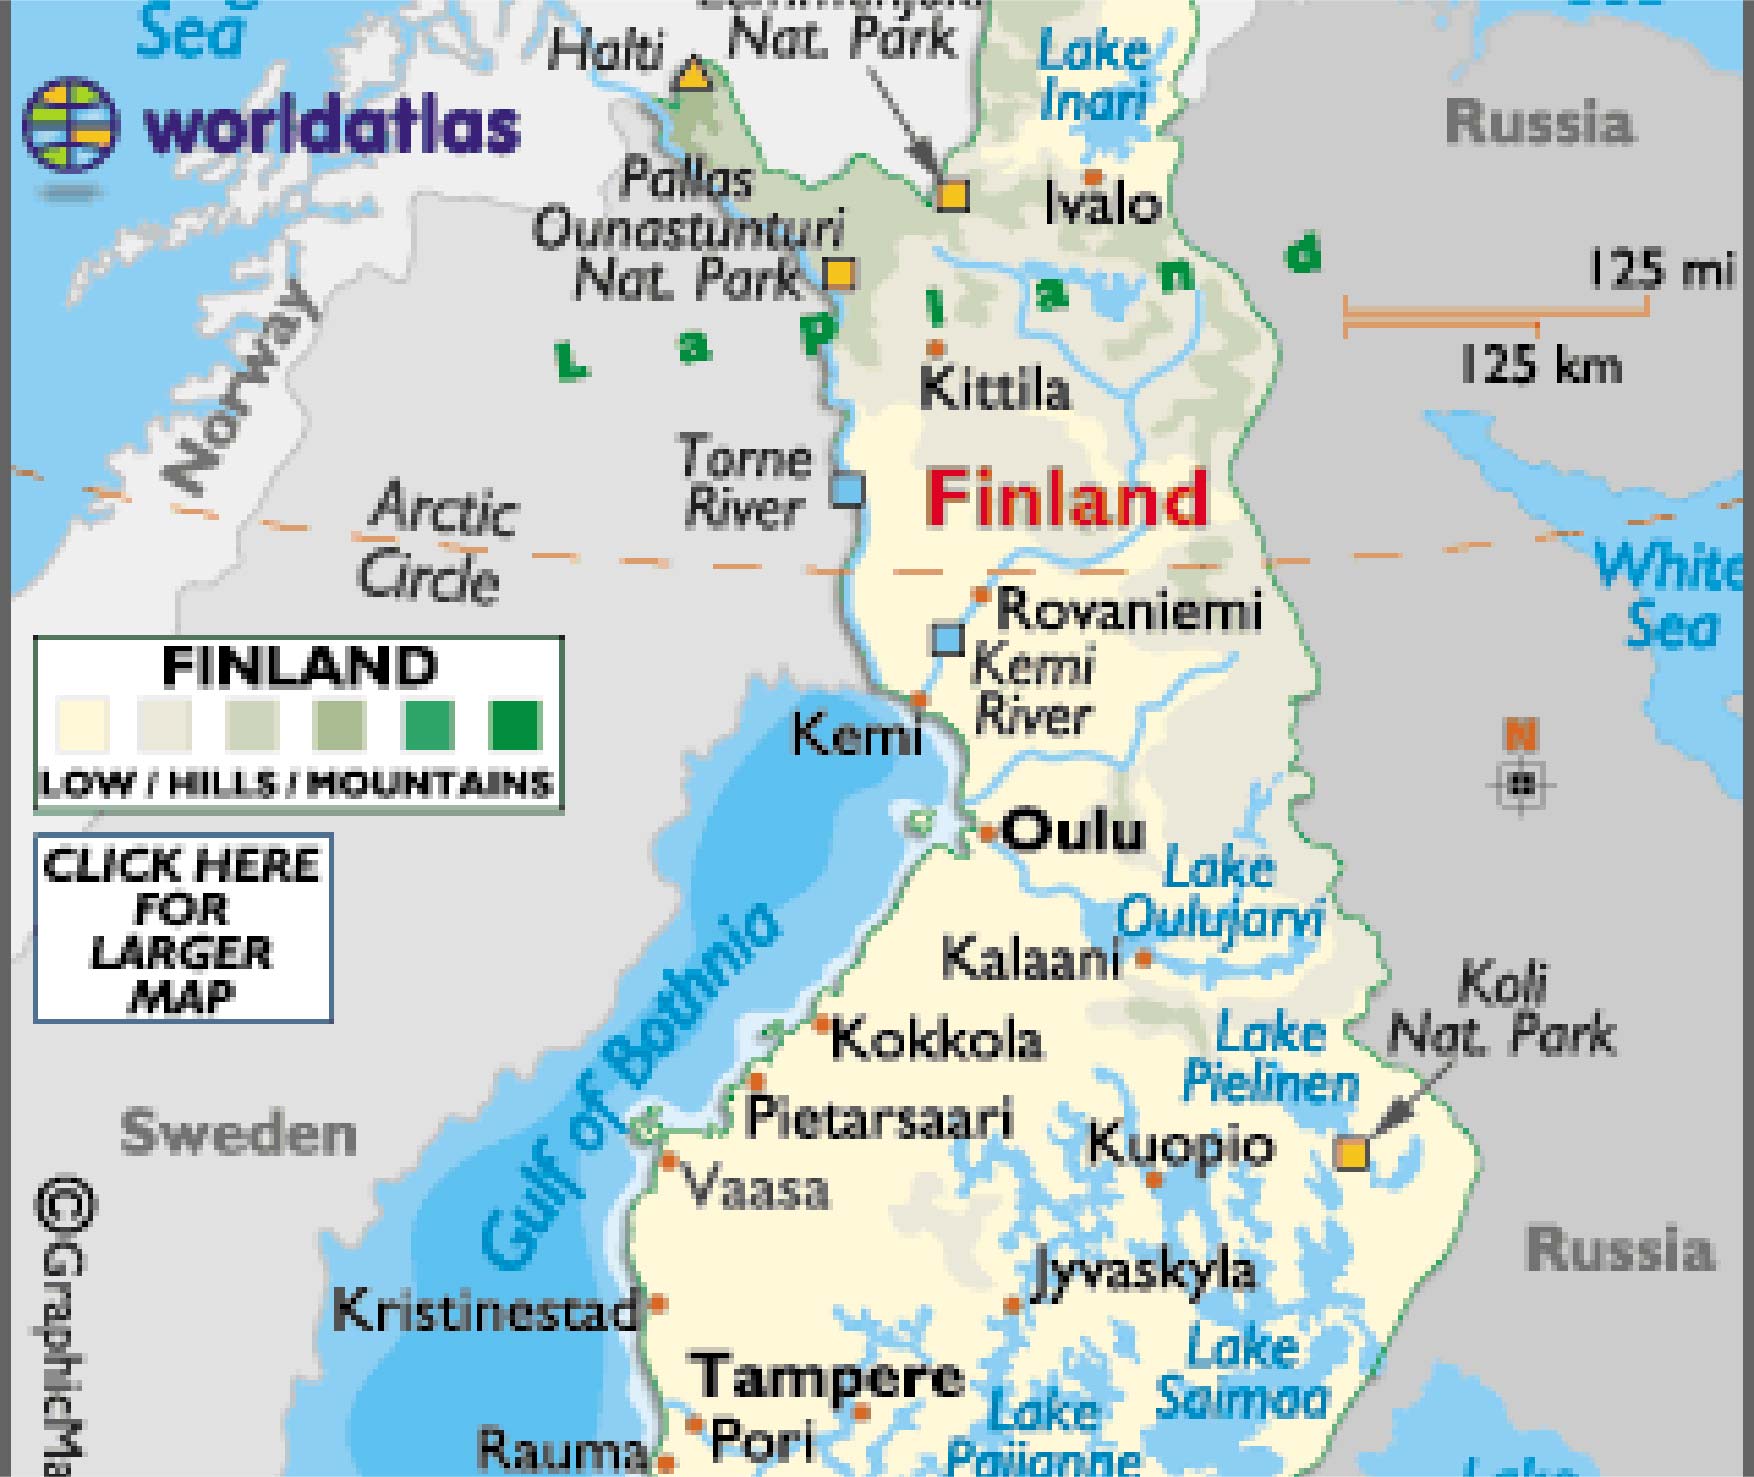 Sea
Halti
Nat. Park
Lake
Inari
Russia
worldatlas
Pallas
Ounastunturi
Nat. Park
Ivalo
125 mi
125 km
Lapland
Norway
Kittila
Torne
River
Finland
Arctic
Circle
White
Sea
Rovaniemi
Kemi
River
FINLAND
LOW / HILLS / MOUNTAINS
Kemi
N
Oulu
Lake
Oulujarvi
CLICK HERE
FOR
LARGER
MAP
Kalaani
Gulf of Bothnia
Koli
Nat. Park
Kokkola
Lake
Pielinen
Pietarsaari
Sweden
Kuopio
Vaasa
Russia
Jyvaskyla
Kristinestad
Lake
Saimaa
Tampere
Lake
Paijanne
Pori
Rauma
Lake
©GraphicMa